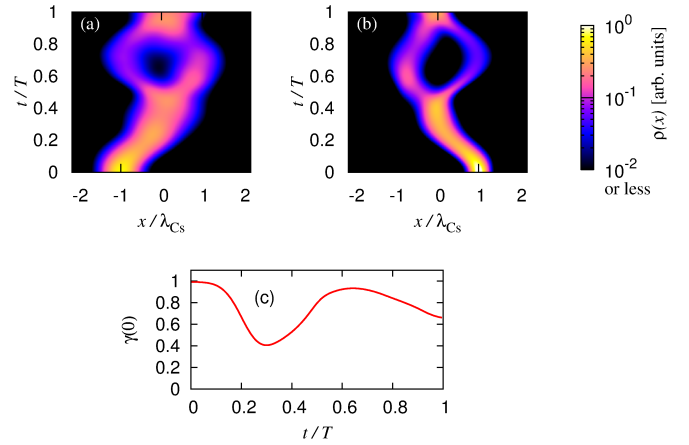 (a)
1
0.8
0.6
0.4
0.2
0
t / T
-2 -1 0 1 2
x / λCs
(b)
1
0.8
0.6
0.4
0.2
0
t / T
-2 -1 0 1 2
x / λCs
10^0
10^-1
10^-2
or less
ρ(x) [arb. units]
(c)
1
0.8
0.6
0.4
0.2
0
γ(0)
0 0.2 0.4 0.6 0.8 1
t / T